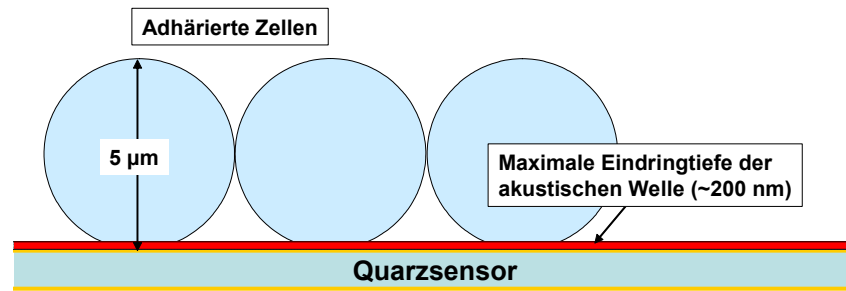 Adhärierte Zellen
5 µm
Maximale Eindringtiefe der
akustischen Welle (~200 nm)
Quarzsensor